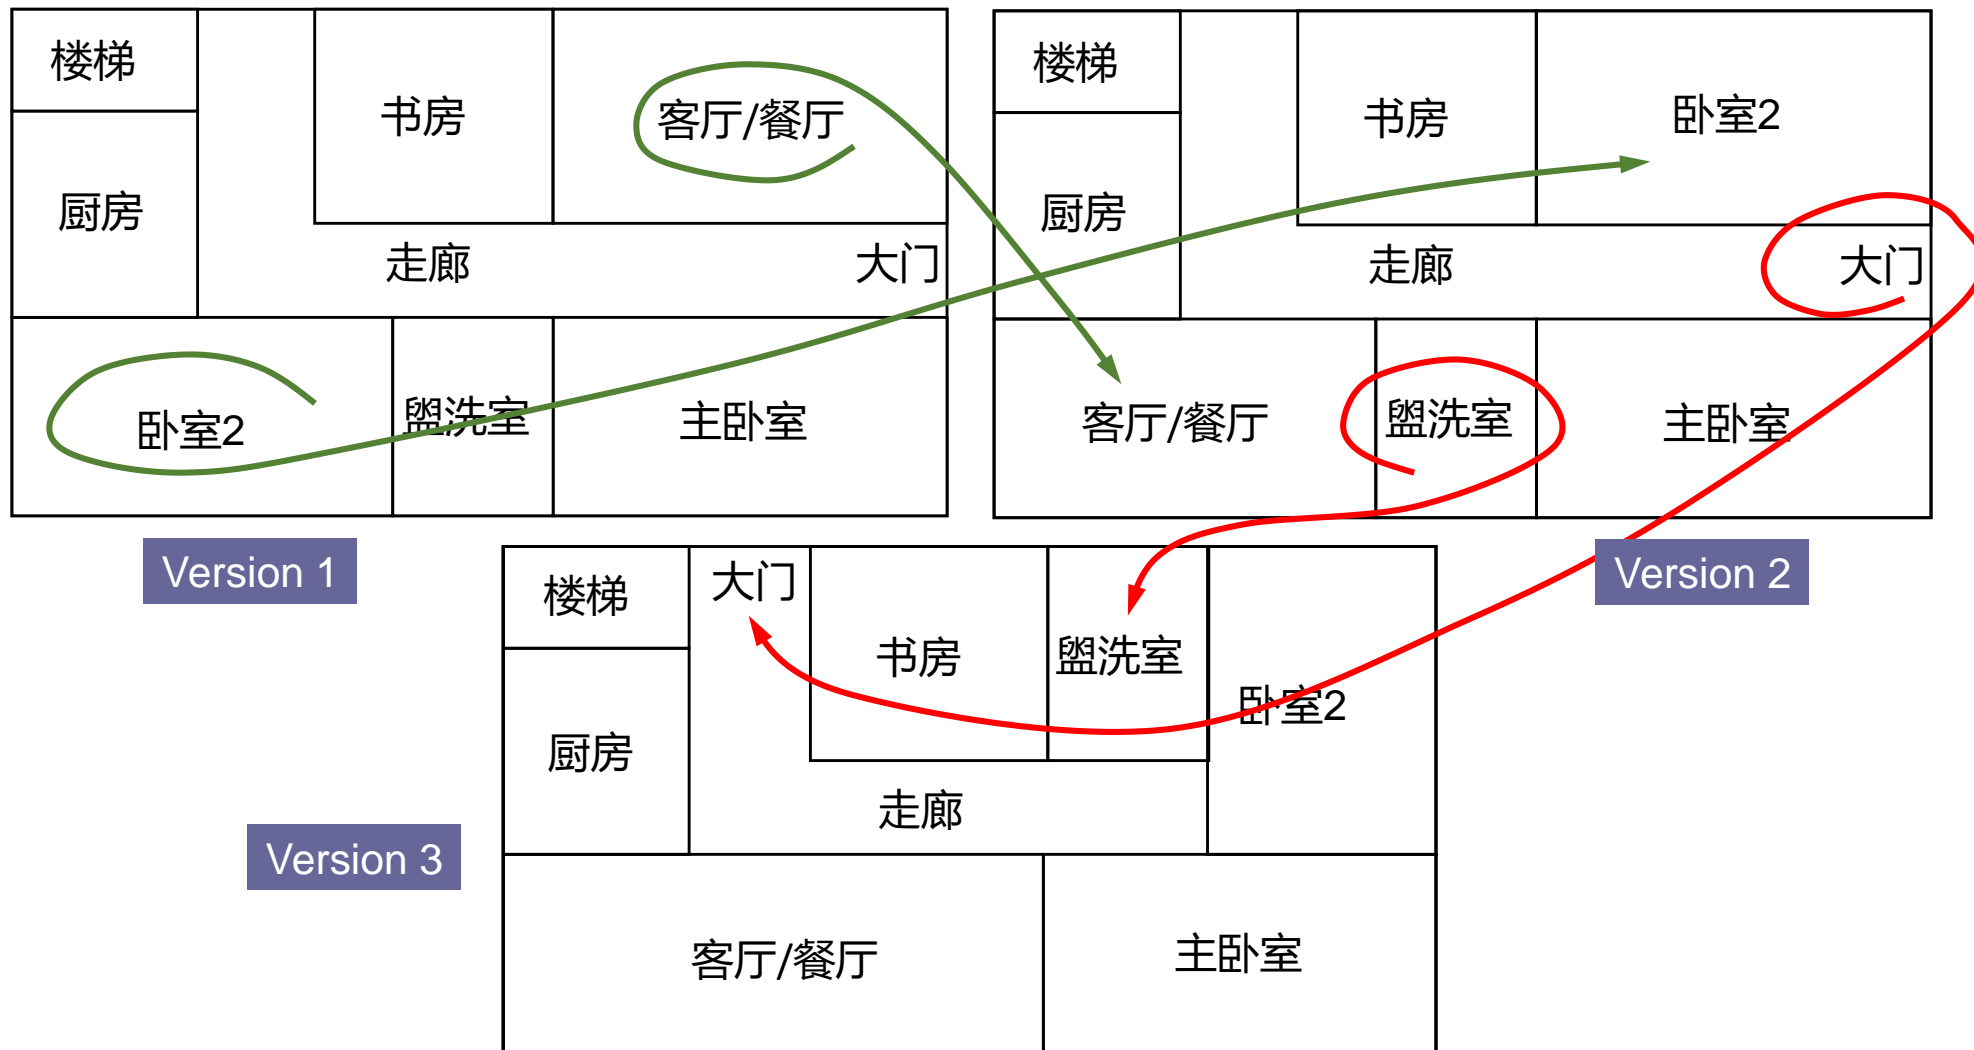 楼梯
书房
客厅/餐厅
厨房
走廊
大门
卧室2
盥洗室
主卧室
Version 1
楼梯
书房
卧室2
厨房
走廊
大门
客厅/餐厅
盥洗室
主卧室
Version 2
楼梯
大门
书房
盥洗室
卧室2
厨房
走廊
客厅/餐厅
主卧室
Version 3